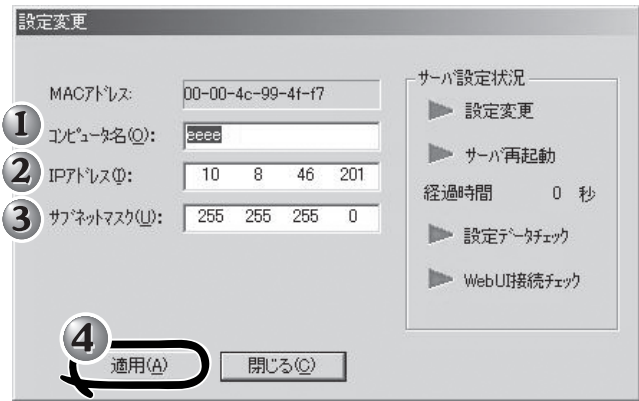 設定変更
MACアドレス: 00-00-4c-99-4f-f7
1 コンピュータ名(O): eeee
2 IPアドレス(I): 10 8 46 201
3 サブネットマスク(U): 255 255 255 0
サーバ設定状況
設定変更
サーバ再起動
経過時間 0 秒
設定データチェック
WebUI接続チェック
4
適用(A) 閉じる(C)